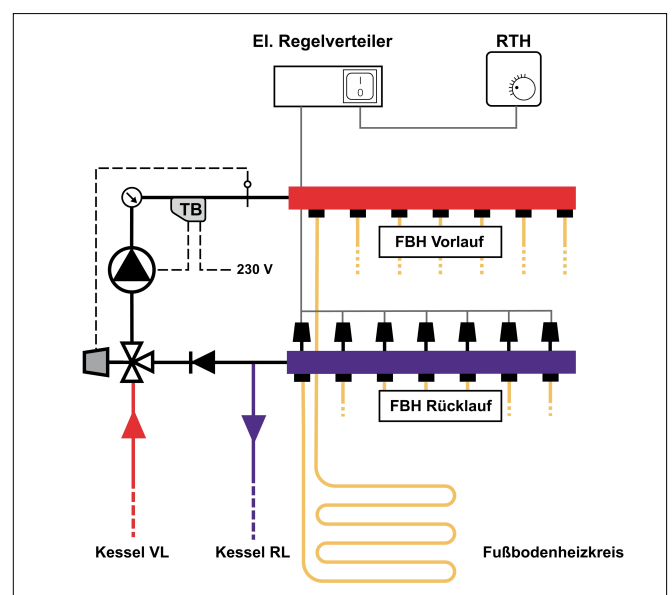 El. Regelverteiler
RTH
I
0
TB
FBH Vorlauf
230 V
FBH Rücklauf
Kessel VL
Kessel RL
Fußbodenheizkreis